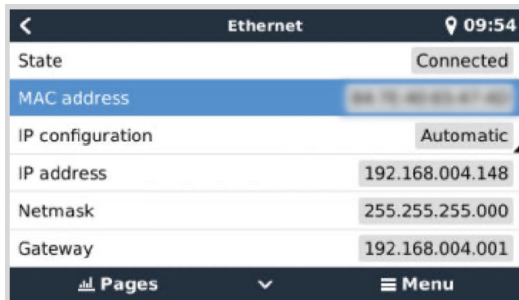 Ethernet 09:54
State Connected
MAC address
IP configuration Automatic
IP address 192.168.004.148
Netmask 255.255.255.000
Gateway 192.168.004.001
Pages Menu